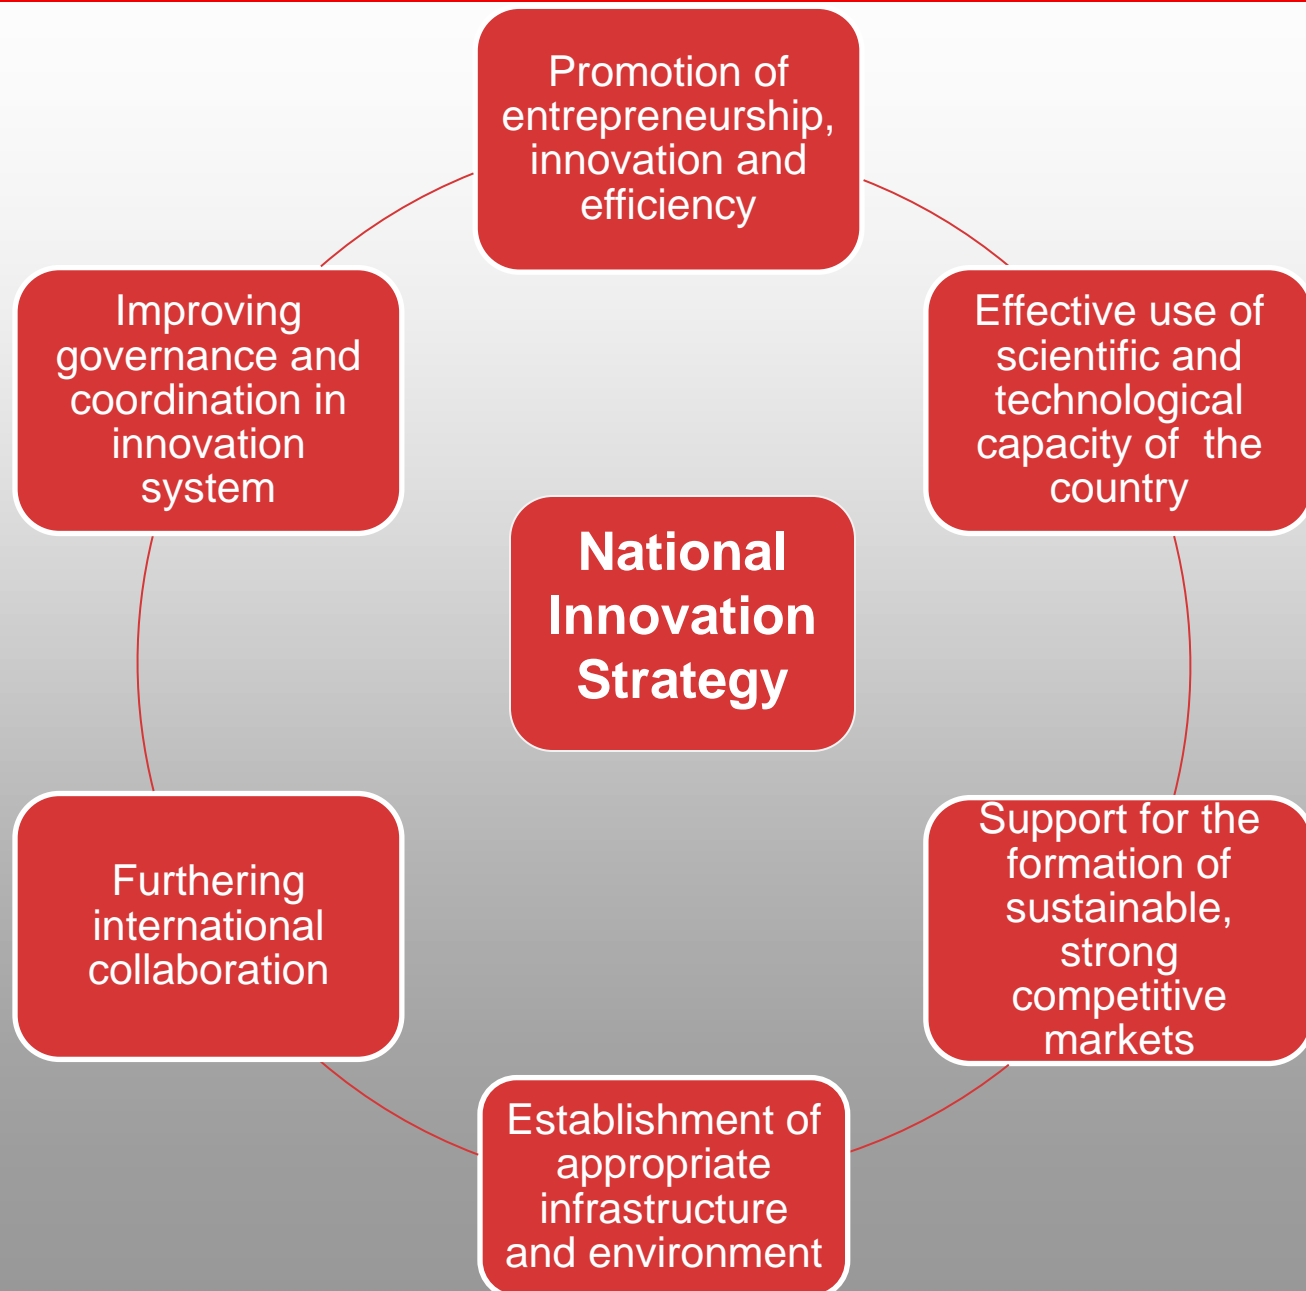 Promotion of
entrepreneurship,
innovation and
efficiency
Effective use of
scientific and
technological
capacity of  the
country
Support for the
formation of
sustainable,
strong
competitive
markets
Establishment of
appropriate
infrastructure
and environment
Furthering
international
collaboration
Improving
governance and
coordination in
innovation
system
National
Innovation
Strategy